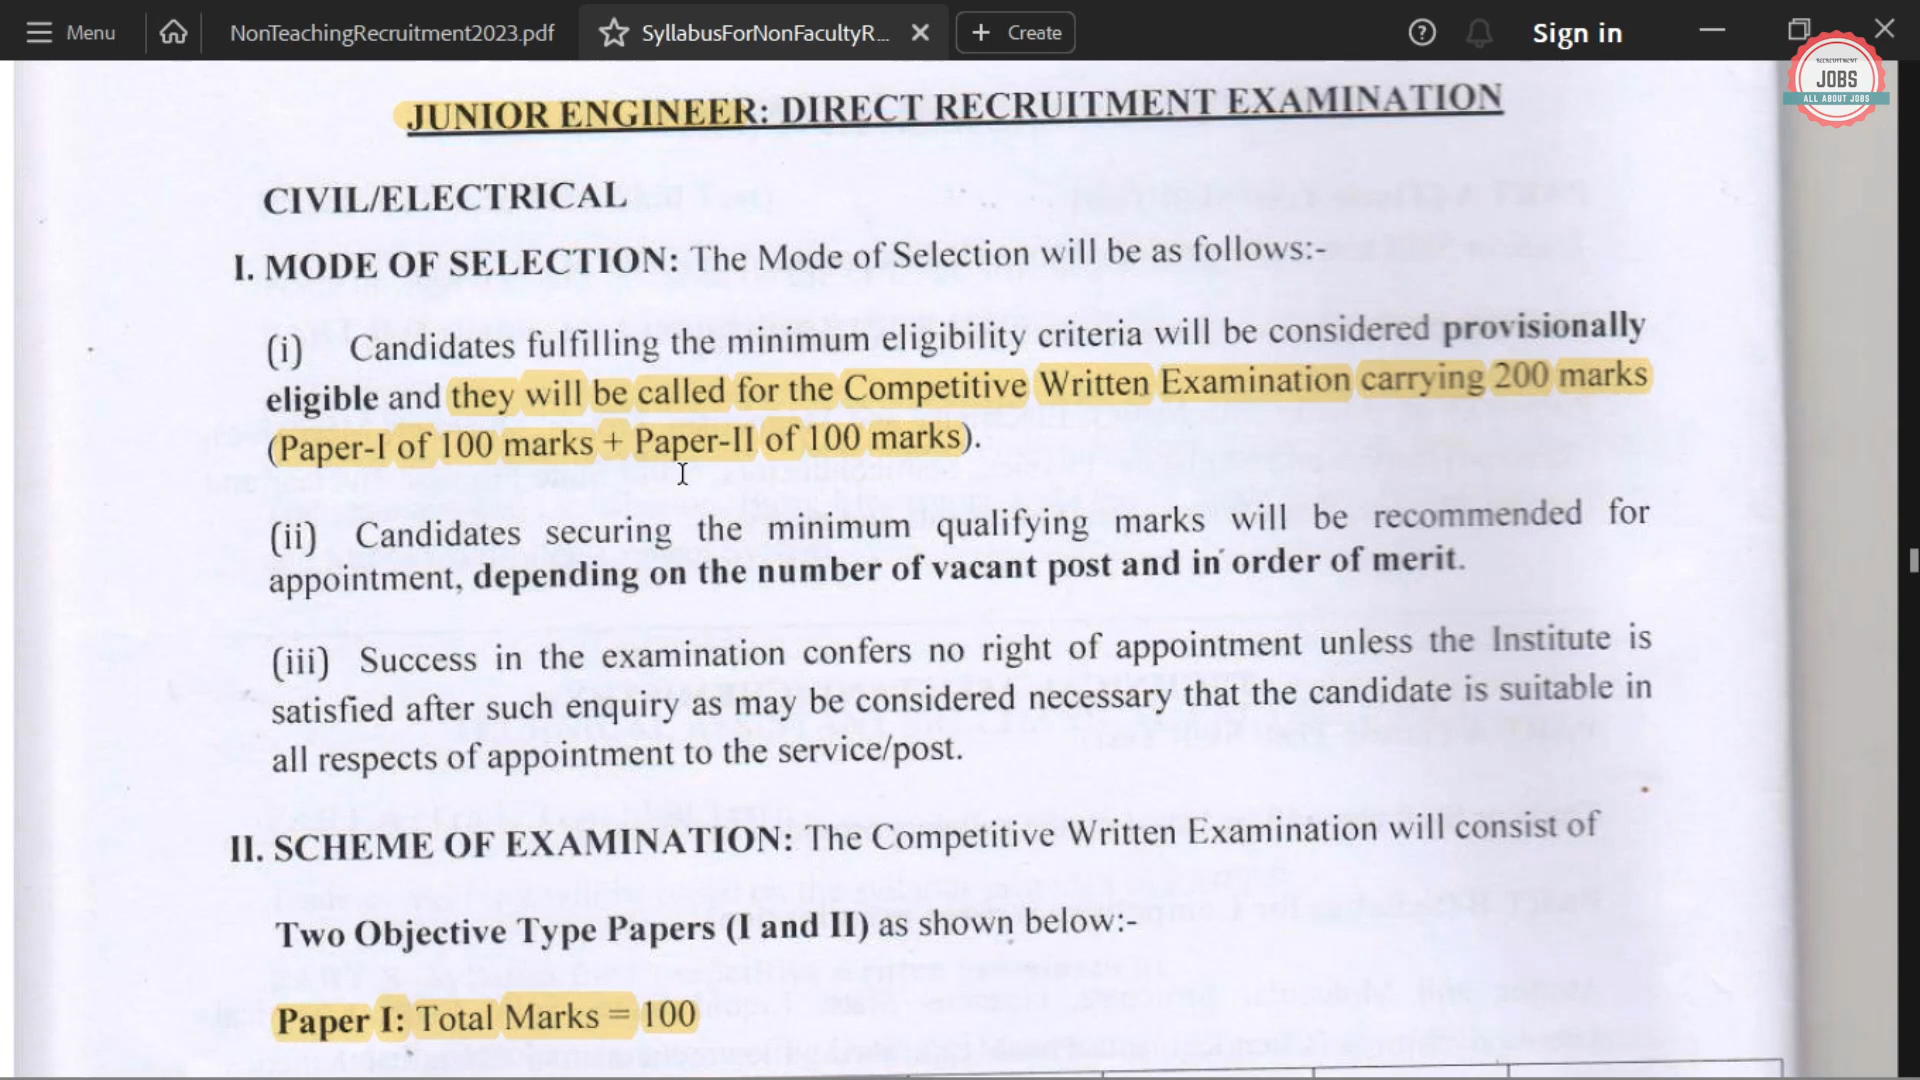 Menu
NonTeachingRecruitment2023.pdf
SyllabusForNonFacultyR...
Create
Sign in
RECRUITMENT
JOBS
ALL ABOUT JOBS
JUNIOR ENGINEER: DIRECT RECRUITMENT EXAMINATION
CIVIL/ELECTRICAL
I. MODE OF SELECTION: The Mode of Selection will be as follows:-
(i) Candidates fulfilling the minimum eligibility criteria will be considered provisionally
eligible and they will be called for the Competitive Written Examination carrying 200 marks
(Paper-I of 100 marks + Paper-II of 100 marks).
(ii) Candidates securing the minimum qualifying marks will be recommended for
appointment, depending on the number of vacant post and in order of merit.
(iii) Success in the examination confers no right of appointment unless the Institute is
satisfied after such enquiry as may be considered necessary that the candidate is suitable in
all respects of appointment to the service/post.
II. SCHEME OF EXAMINATION: The Competitive Written Examination will consist of
Two Objective Type Papers (I and II) as shown below:-
Paper I: Total Marks = 100